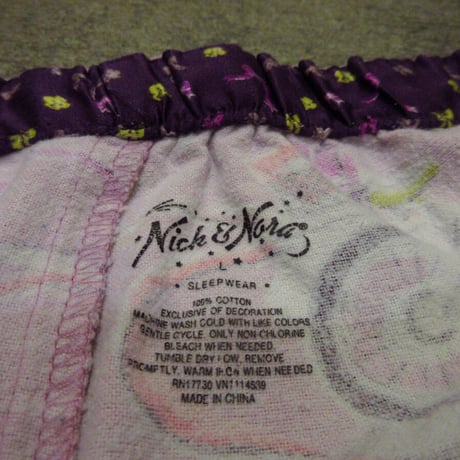 Nick & Nora
L
SLEEPWEAR
100% COTTON
EXCLUSIVE OF DECORATION
MACHINE WASH COLD WITH LIKE COLORS
GENTLE CYCLE. ONLY NON-CHLORINE
BLEACH WHEN NEEDED.
TUMBLE DRY LOW. REMOVE
PROMPTLY. WARM IRON WHEN NEEDED
RN17730 VN1114539
MADE IN CHINA